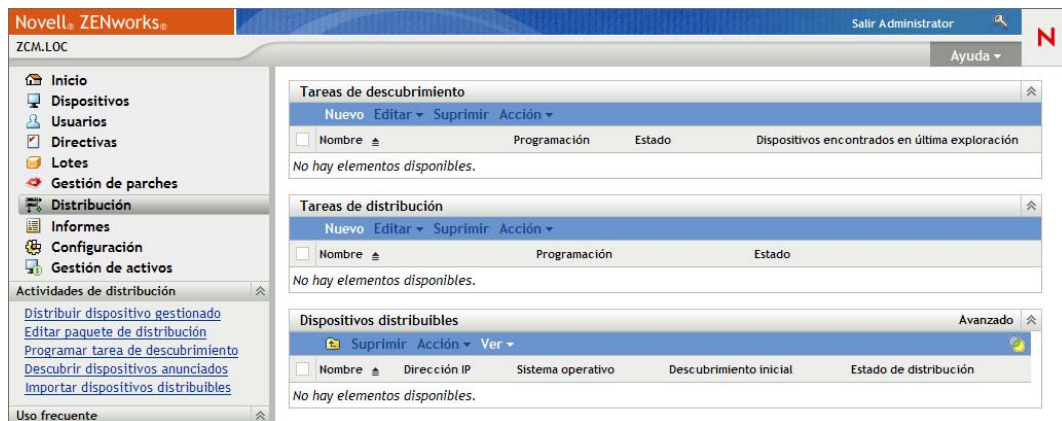 Novell® ZENworks®
Salir Administrator
N
ZCM.LOC
Ayuda
Inicio
Dispositivos
Usuarios
Directivas
Lotes
Gestión de parches
Distribución
Informes
Configuración
Gestión de activos
Actividades de distribución
Distribuir dispositivo gestionado
Editar paquete de distribución
Programar tarea de descubrimiento
Descubrir dispositivos anunciados
Importar dispositivos distribuibles
Uso frecuente
Tareas de descubrimiento
Nuevo Editar Suprimir Acción
Nombre Programación Estado Dispositivos encontrados en última exploración
No hay elementos disponibles.
Tareas de distribución
Nuevo Editar Suprimir Acción
Nombre Programación Estado
No hay elementos disponibles.
Dispositivos distribuibles Avanzado
Suprimir Acción Ver
Nombre Dirección IP Sistema operativo Descubrimiento inicial Estado de distribución
No hay elementos disponibles.